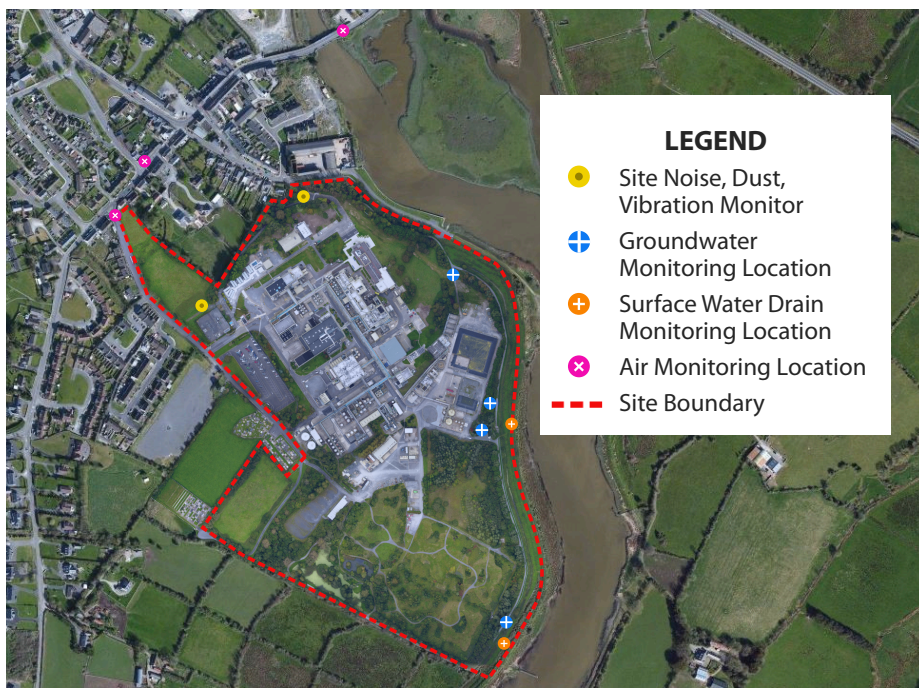 LEGEND
Site Noise, Dust,
Vibration Monitor
Groundwater
Monitoring Location
Surface Water Drain
Monitoring Location
Air Monitoring Location
Site Boundary